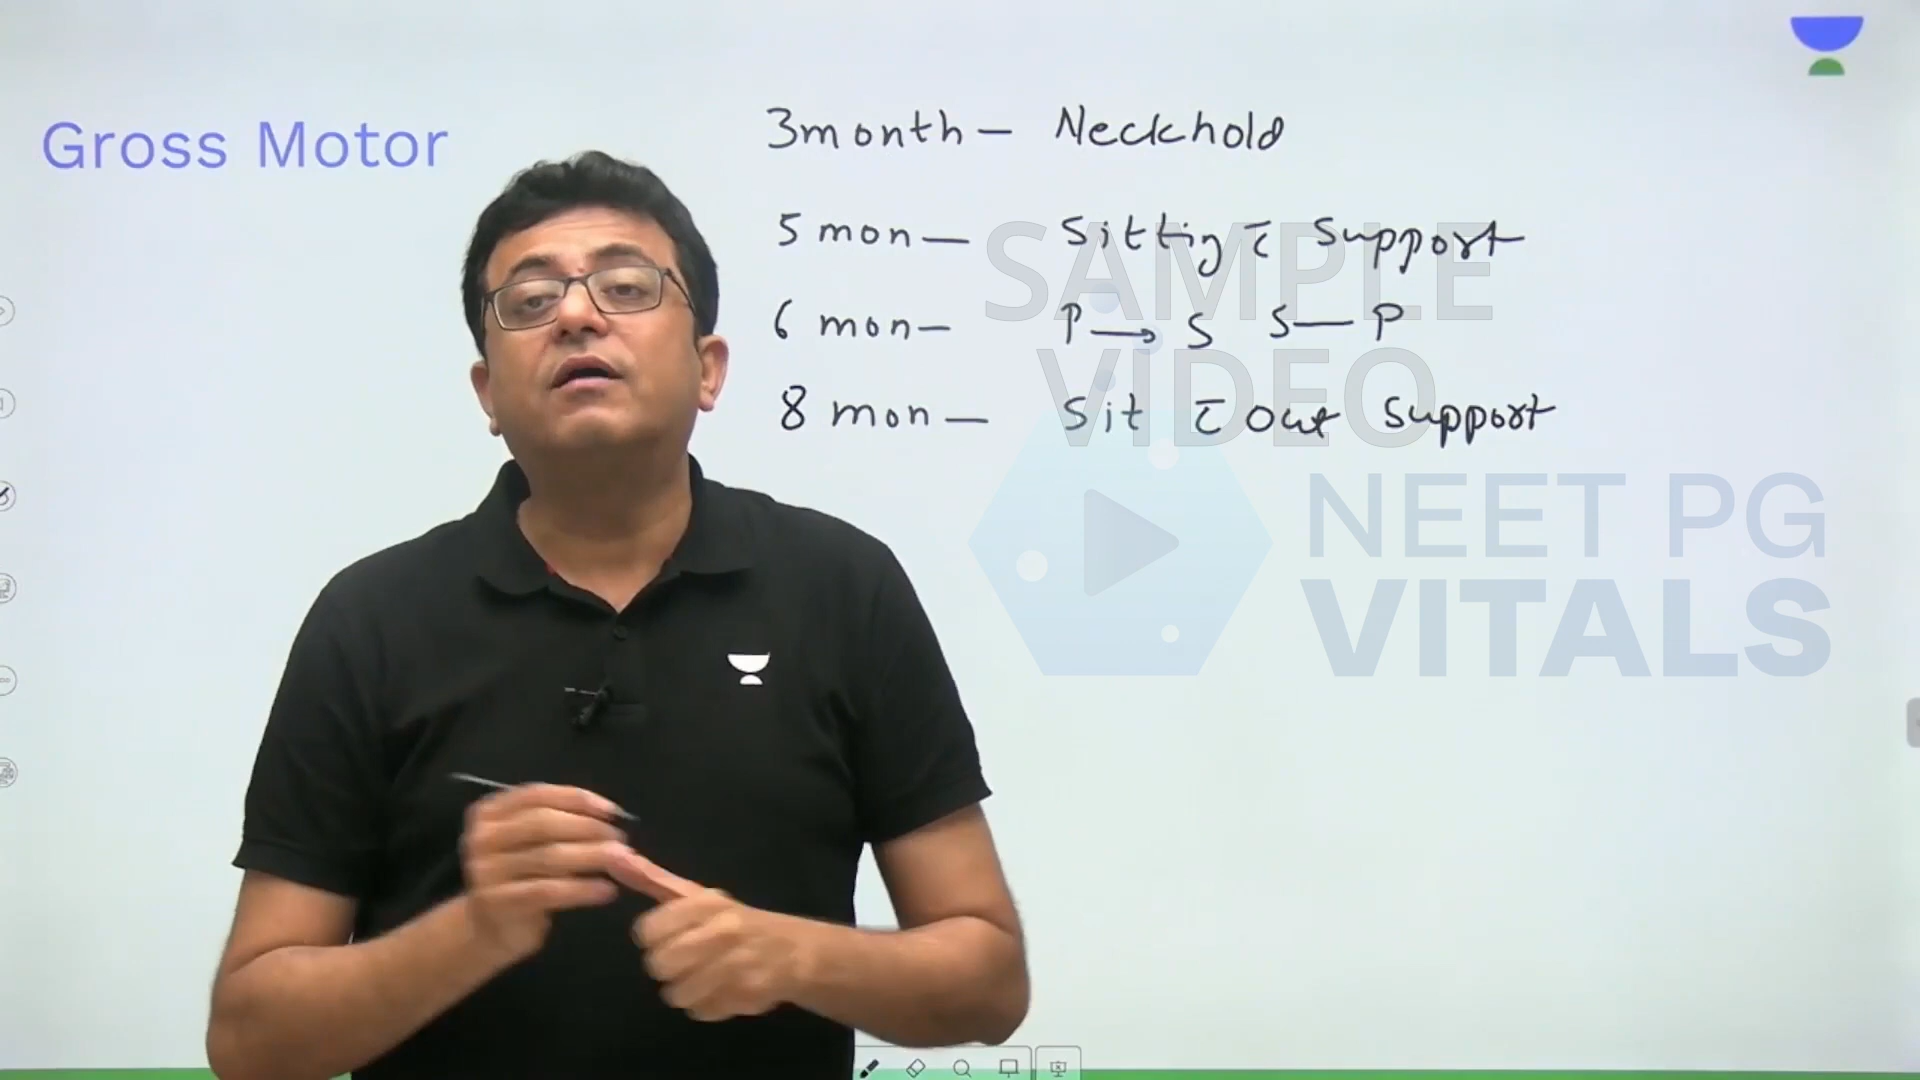 Gross Motor
3month – Neckhold
5 mon – Sittig c̄ Support
6 mon – P → S S – P
8 mon – Sit c̄ Out Support
SAMPLE
VIDEO
NEET PG
VITALS